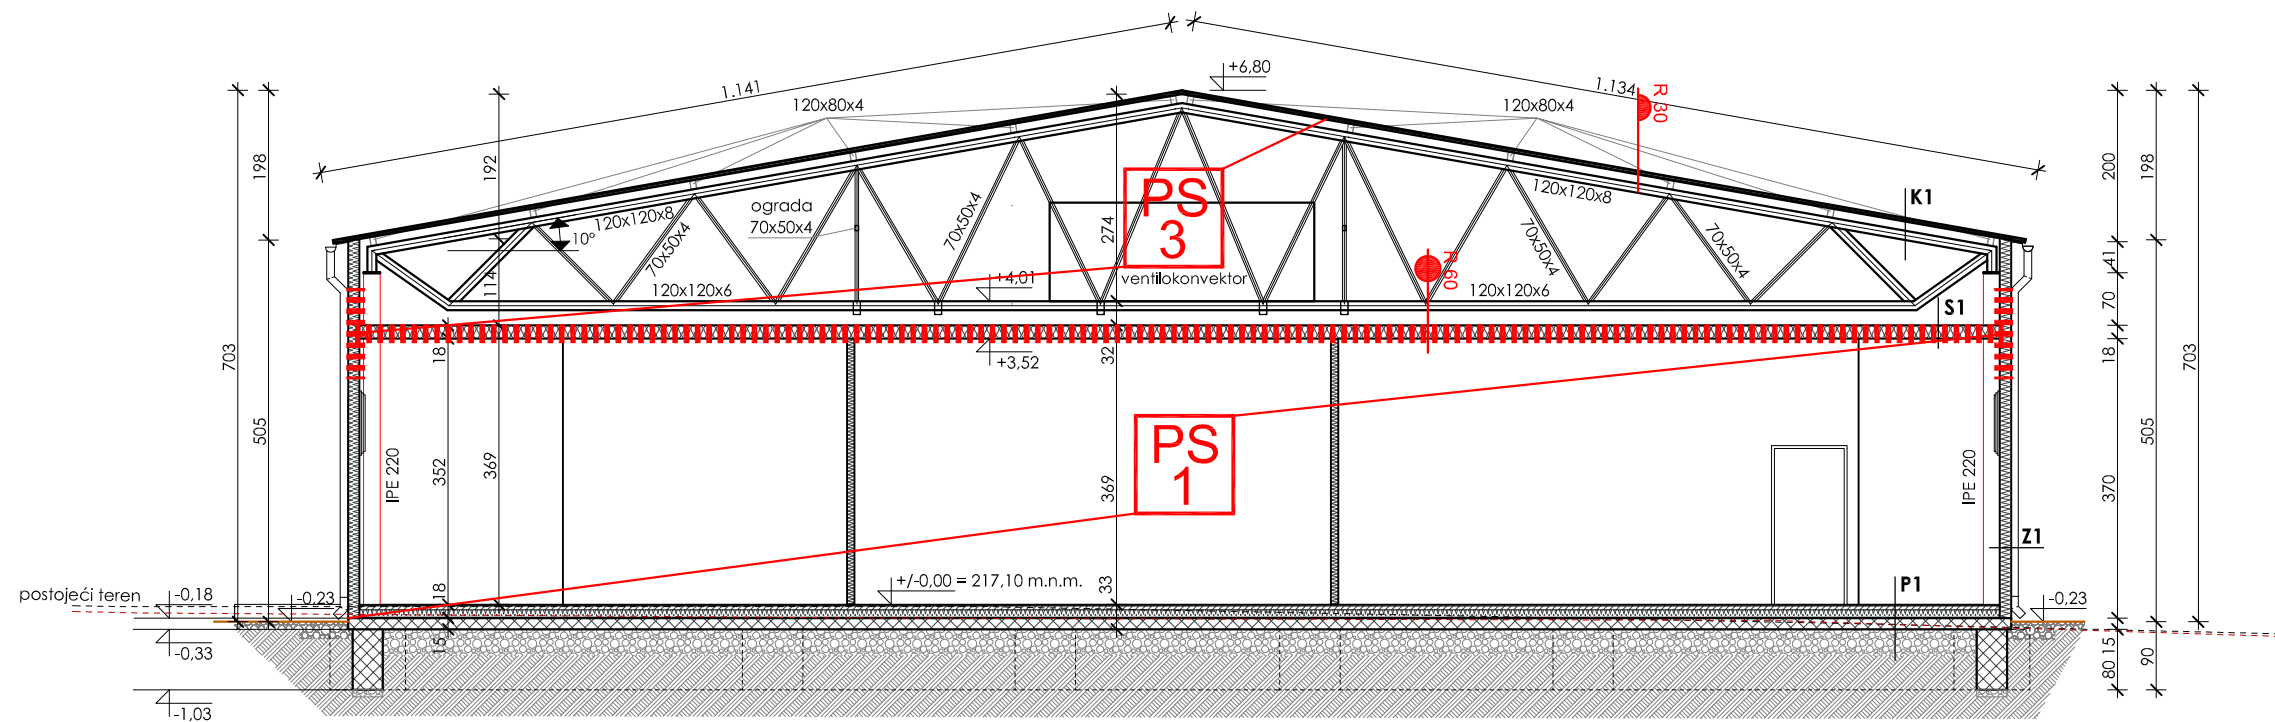 +6,80
1.141
1.134
120x80x4
120x80x4
R 30
198
192
200
198
PS
3
K1
120x120x8
120x120x8
ograda
70x50x4
10°
70x50x4
70x50x4
70x50x4
70x50x4
274
114
+4,01
ventilokonvektor
R 60
120x120x6
120x120x6
41
70
S1
703
18
32
+3,52
18
703
505
PS
1
505
IPE 220
352
369
369
IPE 220
370
Z1
postojeći teren
-0,18
-0,23
18
+/-0,00 = 217,10 m.n.m.
33
P1
-0,23
-0,33
15
15
80
90
-1,03